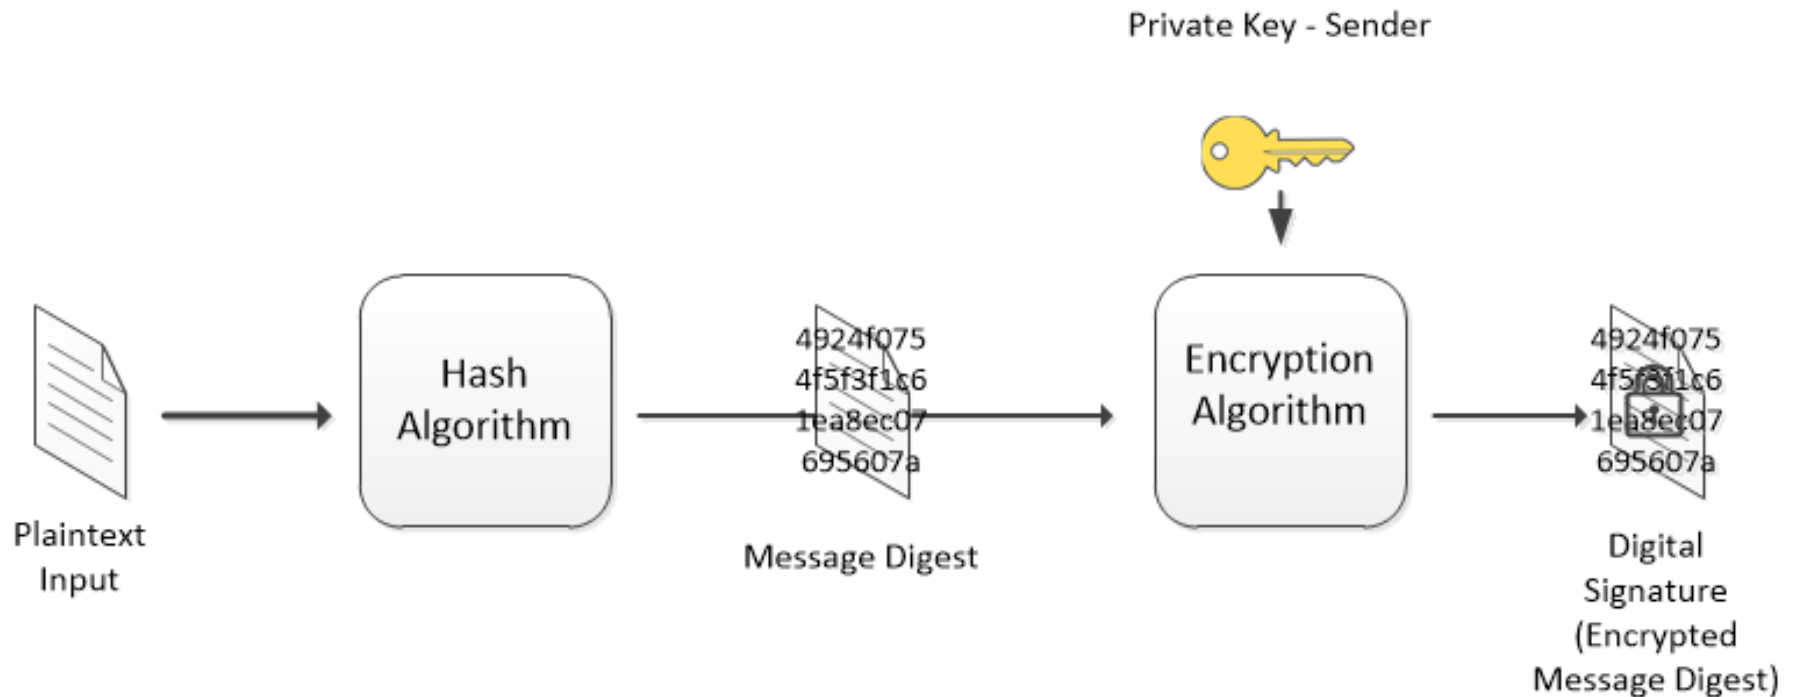 Private Key - Sender
Hash
Algorithm
4924f075
4f5f3f1c6
1ea8ec07
695607a
Encryption
Algorithm
4924f075
4f5f3f1c6
1ea8ec07
695607a
Plaintext
Input
Message Digest
Digital
Signature
(Encrypted
Message Digest)